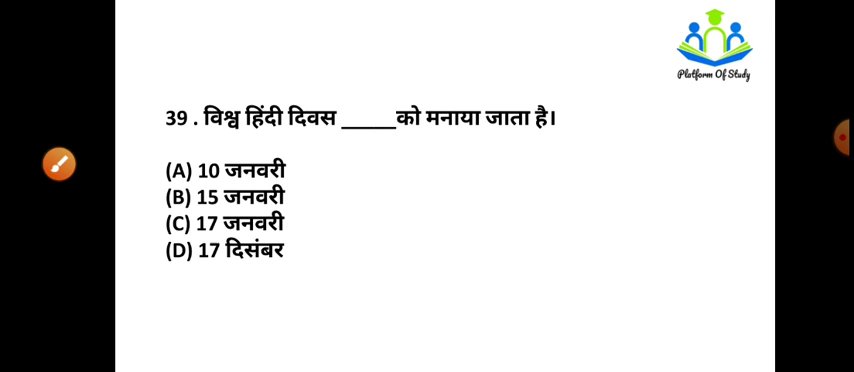 Platform Of Study
39 . विश्व हिंदी दिवस _____को मनाया जाता है।
(A) 10 जनवरी
(B) 15 जनवरी
(C) 17 जनवरी
(D) 17 दिसंबर